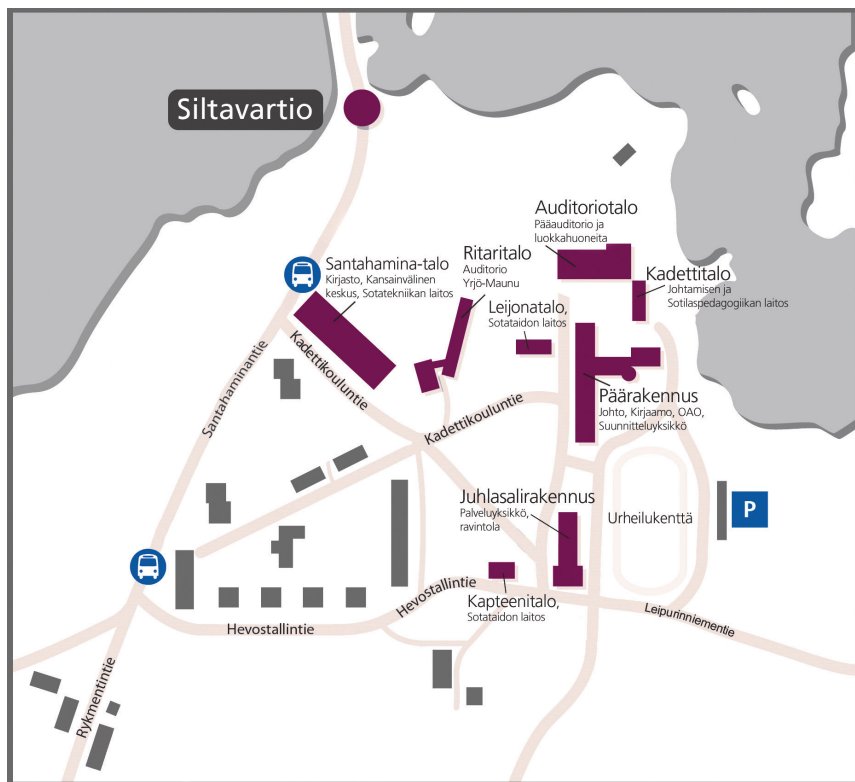 Siltavartio
Auditoriotalo
Pääauditorio ja
luokkahuoneita
Santahamina-talo
Kirjasto, Kansainvälinen
keskus, Sotatekniikan laitos
Ritaritalo
Auditorio
Yrjö-Maunu
Kadettitalo
Johtamisen ja
Sotilaspedagogiikan laitos
Leijonatalo,
Sotataidon laitos
Santahaminantie
Kadettikouluntie
Kadettikouluntie
Päärakennus
Johto, Kirjaamo, OAO,
Suunnitteluyksikkö
Juhlasalirakennus
Palveluyksikkö,
ravintola
Urheilukenttä
P
Kapteenitalo,
Sotataidon laitos
Hevostallintie
Hevostallintie
Leipurinniementie
Rykmentintie